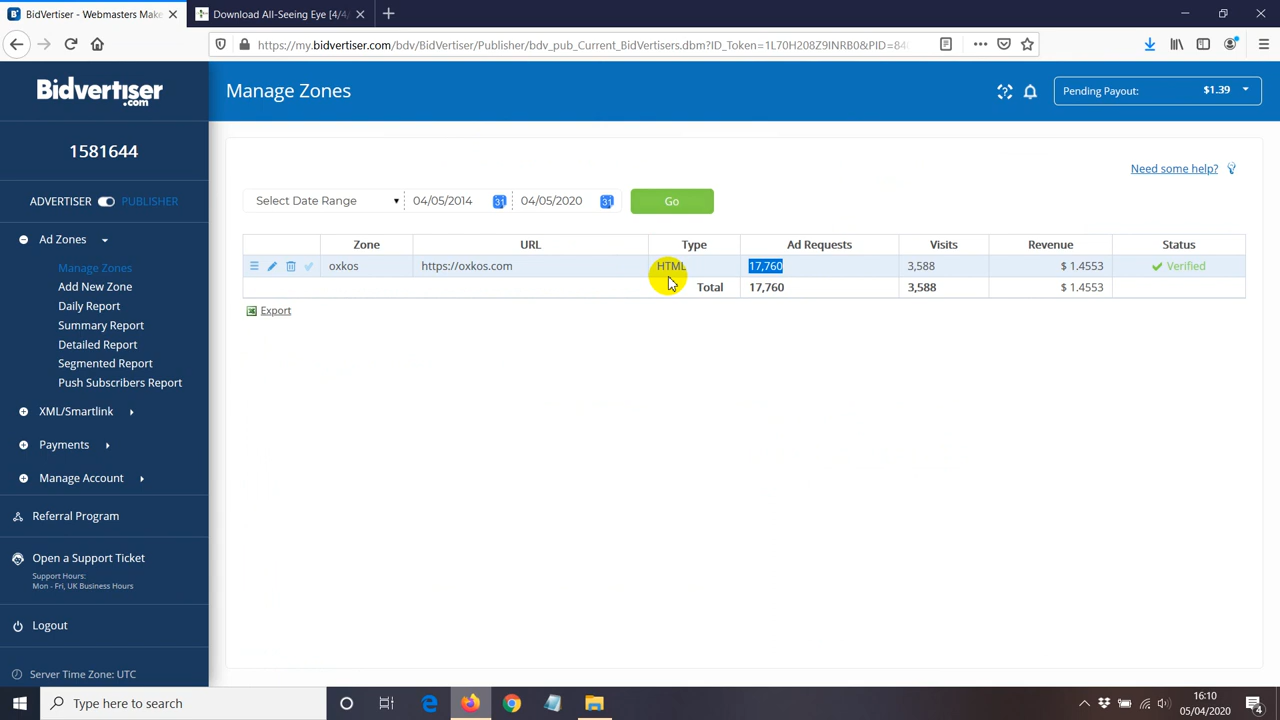 BidVertiser - Webmasters Make
Download All-Seeing Eye [4/4/
https://my.bidvertiser.com/bdv/BidVertiser/Publisher/bdv_pub_Current_BidVertisers.dbm?ID_Token=1L70H208Z9INRB0&PID=84
Bidvertiser.com
Manage Zones
Pending Payout: $1.39
1581644
Need some help?
ADVERTISER PUBLISHER
Select Date Range 04/05/2014 31 04/05/2020 31 Go
Ad Zones
Zone URL Type Ad Requests Visits Revenue Status
Manage Zones
oxkos https://oxkos.com HTML 17,760 3,588 $ 1.4553 Verified
Add New Zone
Total 17,760 3,588 $ 1.4553
Daily Report
Export
Summary Report
Detailed Report
Segmented Report
Push Subscribers Report
XML/Smartlink
Payments
Manage Account
Referral Program
Open a Support Ticket
Support Hours:
Mon - Fri, UK Business Hours
Logout
Server Time Zone: UTC
Type here to search
16:10
05/04/2020
4